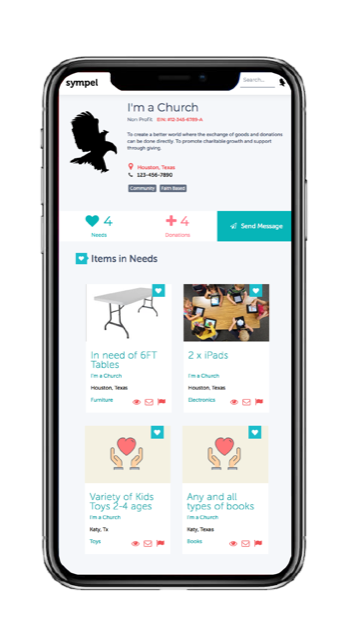 sympel
Search...
I'm a Church
Non Profit EIN: #12-345-6789-A
To create a better world where the exchange of goods and donations
can be done directly. To promote charitable growth and support
through giving.
Houston, Texas
123-456-7890
Community Faith Based
4 4
Needs Donations Send Message
Items in Needs
In need of 6FT
Tables
I'm a Church
Houston, Texas
Furniture
2 x iPads
I'm a Church
Houston, Texas
Electronics
Variety of Kids
Toys 2-4 ages
I'm a Church
Katy, Tx
Toys
Any and all
types of books
I'm a Church
Katy, Texas
Books